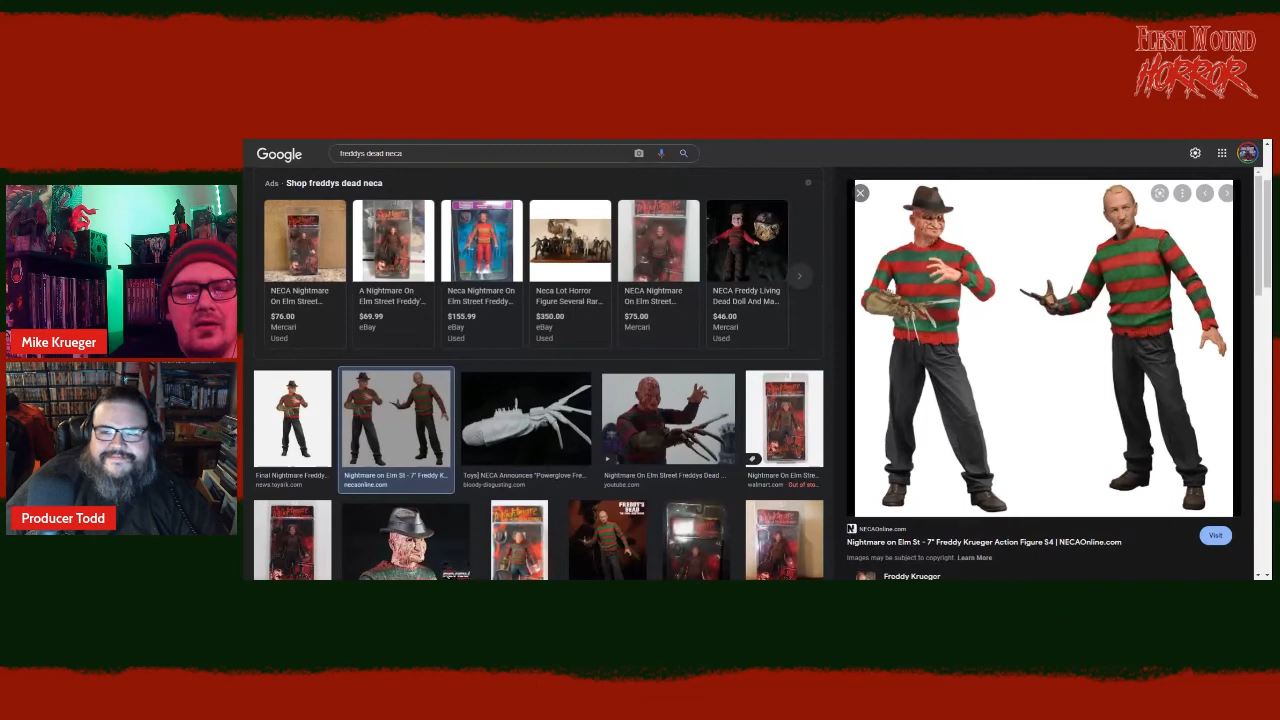 FLESH WOUND
HORROR
Google
freddys dead neca
Ads · Shop freddys dead neca
NECA Nightmare
On Elm Street...
$76.00
Mercari
Used
A Nightmare On
Elm Street Freddy'...
$69.99
eBay
Used
Neca Nightmare On
Elm Street Freddy...
$155.99
eBay
Used
Neca Lot Horror
Figure Several Rar...
$350.00
eBay
Used
NECA Nightmare
On Elm Street...
$75.00
Mercari
Used
NECA Freddy Living
Dead Doll And Ma...
$46.00
Mercari
Used
Mike Krueger
Producer Todd
Final Nightmare Freddy...
news.toyark.com
Nightmare on Elm St - 7" Freddy K...
necaonline.com
Toys] NECA Announces "Powerglove Fre...
bloody-disgusting.com
Nightmare On Elm Street Freddys Dead ...
youtube.com
Nightmare On Elm Stre...
walmart.com Out of sto...
FREDDY'S
DEAD
N NECAOnline.com
Nightmare on Elm St - 7" Freddy Krueger Action Figure S4 | NECAOnline.com
Visit
Images may be subject to copyright. Learn More
Freddy Krueger